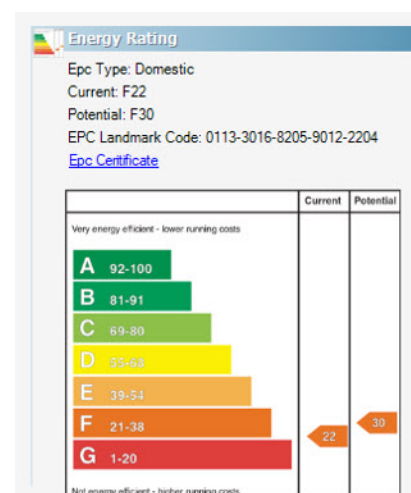 Energy Rating
Epc Type: Domestic
Current: F22
Potential: F30
EPC Landmark Code: 0113-3016-8205-9012-2204
Epc Certificate
Current Potential
Very energy efficient - lower running costs
A 92-100
B 81-91
C 69-80
D 55-68
E 39-54
F 21-38
22
30
G 1-20
Not energy efficient - higher running costs